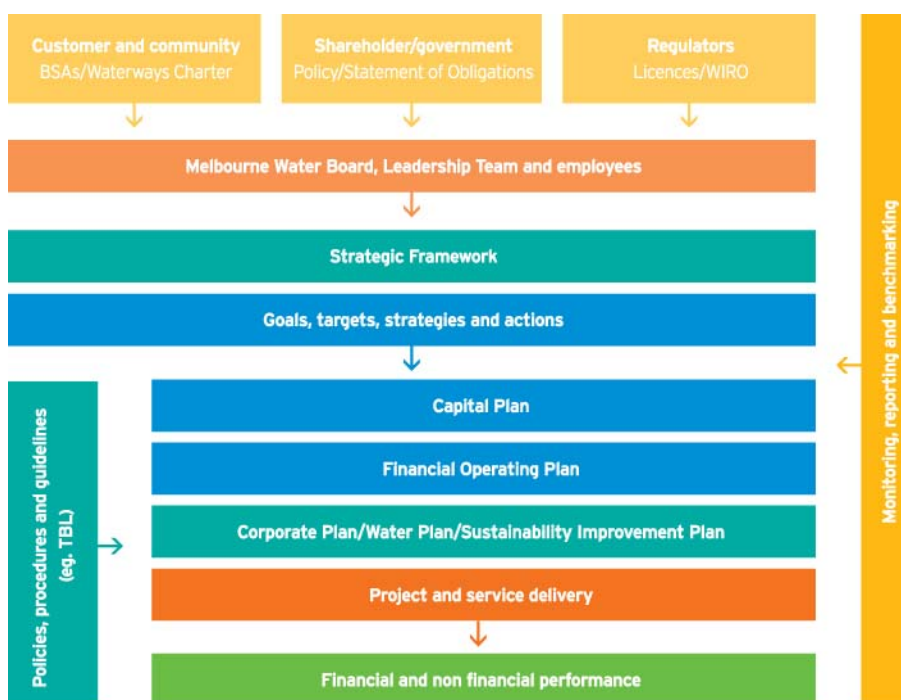 Customer and community
BSAs/Waterways Charter
Shareholder/government
Policy/Statement of Obligations
Regulators
Licences/WIRO
Melbourne Water Board, Leadership Team and employees
Strategic Framework
Goals, targets, strategies and actions
Capital Plan
Financial Operating Plan
Corporate Plan/Water Plan/Sustainability Improvement Plan
Project and service delivery
Financial and non financial performance
Policies, procedures and guidelines
(eg. TBL)
Monitoring, reporting and benchmarking